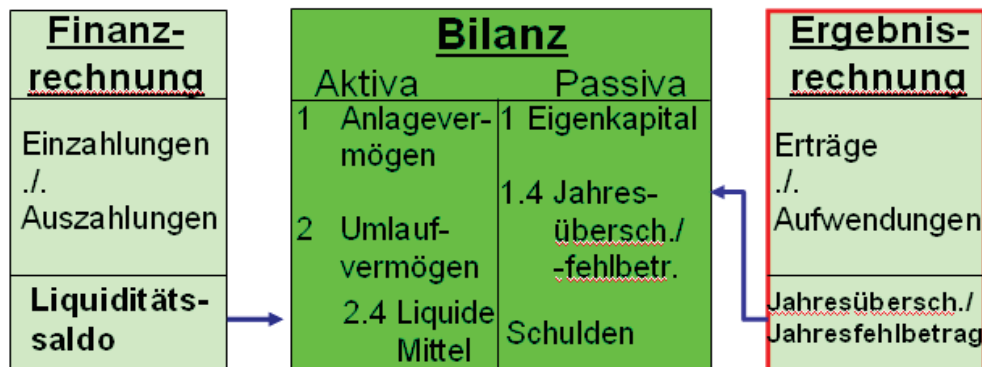 Finanz-
rechnung
Einzahlungen
./.
Auszahlungen
Liquiditäts-
saldo
Bilanz
Aktiva
Passiva
1 Anlagever-
mögen
2 Umlauf-
vermögen
2.4 Liquide
Mittel
1 Eigenkapital
1.4 Jahres-
übersch./
-fehlbetr.
Schulden
Ergebnis-
rechnung
Erträge
./.
Aufwendungen
Jahresübersch./
Jahresfehlbetrag